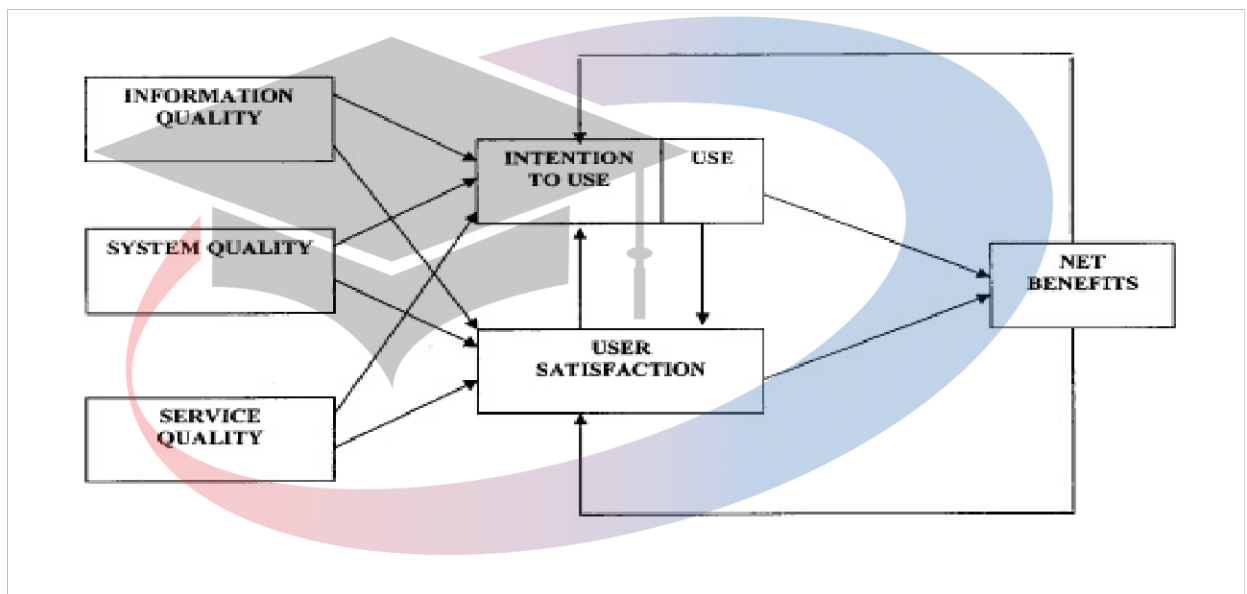 INFORMATION
QUALITY
INTENTION
TO USE
USE
SYSTEM QUALITY
NET
BENEFITS
USER
SATISFACTION
SERVICE
QUALITY